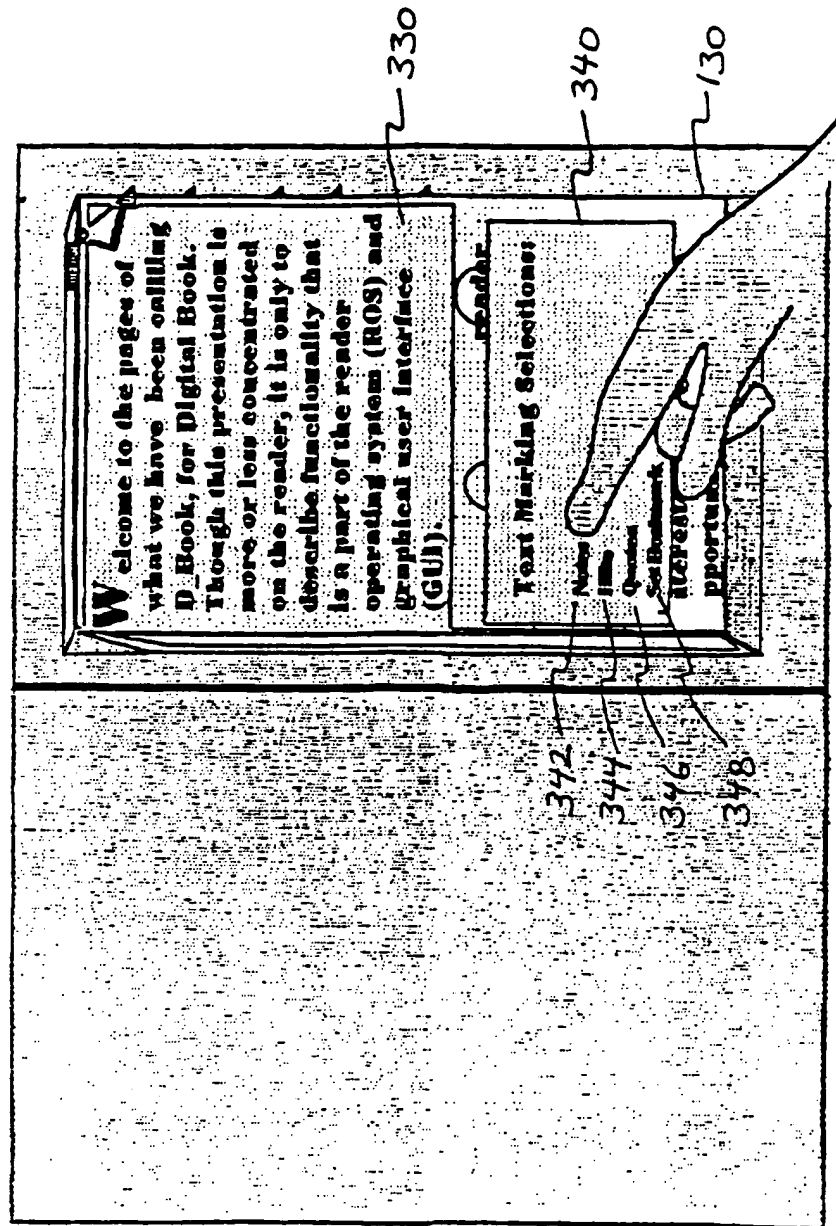 Welcome to the pages of
what we have been calliing
D_Book, for Digital Book.
Though this presentation is
more or less concentrated
on the reader, it is only to
describe functionality that
is a part of the reader
operating system (ROS) and
graphical user interface
(GUI).
330
reader
Text Marking Selections:
340
342
Notes
344
346
Question
348
Set Bookmark
pportun
130